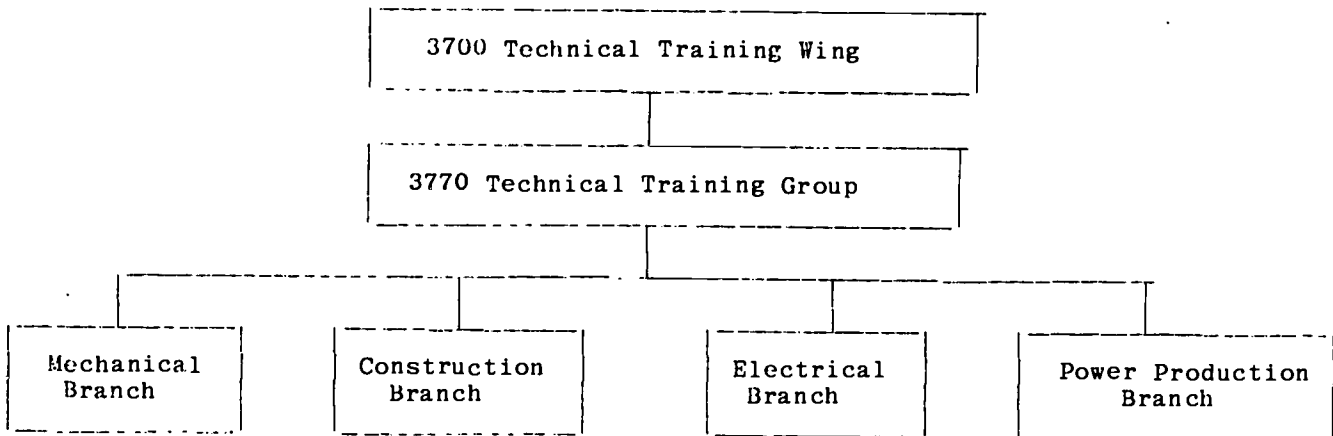 3700 Technical Training Wing
3770 Technical Training Group
Mechanical
Branch
Construction
Branch
Electrical
Branch
Power Production
Branch